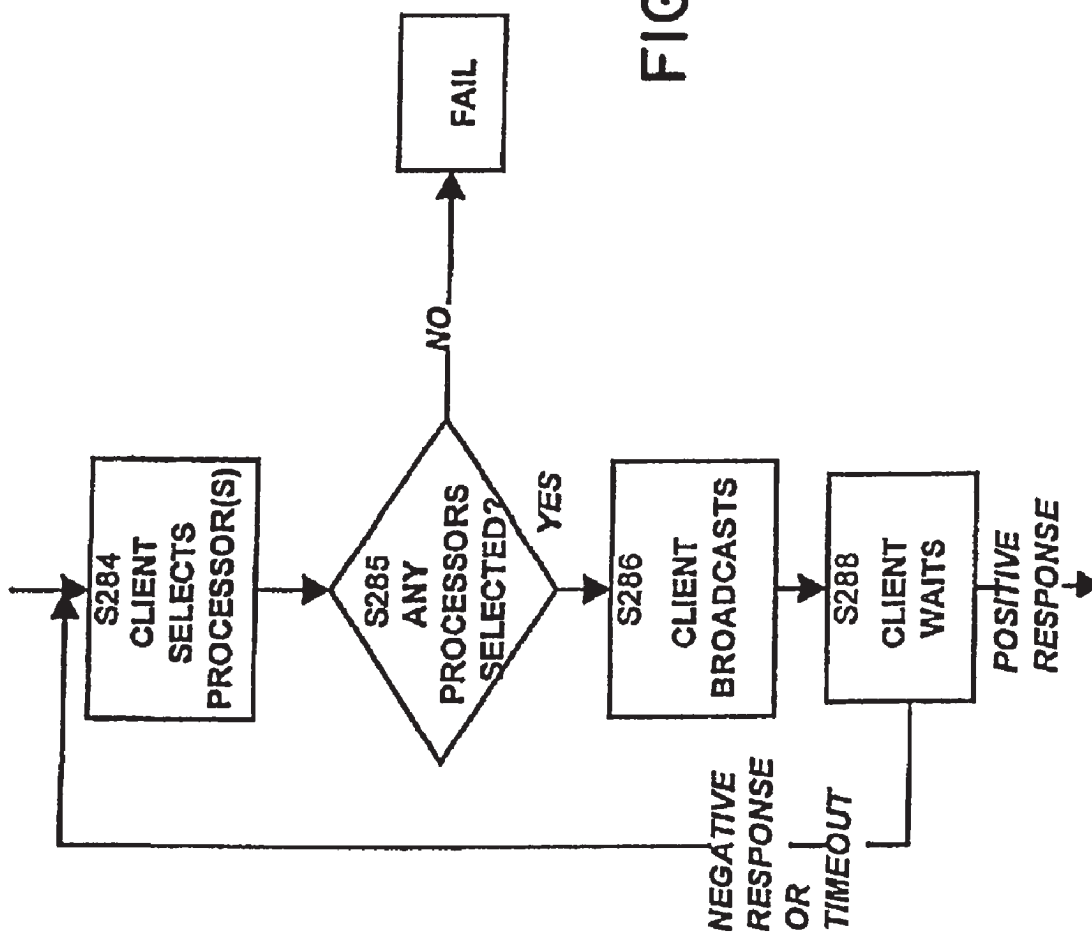 S284
CLIENT
SELECTS
PROCESSOR(S)
S285
ANY
PROCESSORS
SELECTED?
NO
FAIL
YES
S286
CLIENT
BROADCASTS
S288
CLIENT
WAITS
NEGATIVE
RESPONSE
OR
TIMEOUT
POSITIVE
RESPONSE
FIG